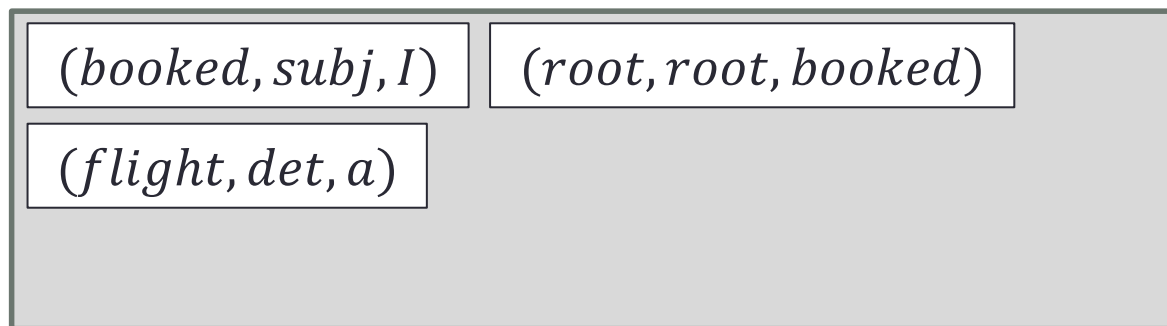 (booked, subj, I) (root, root, booked)
(flight, det, a)